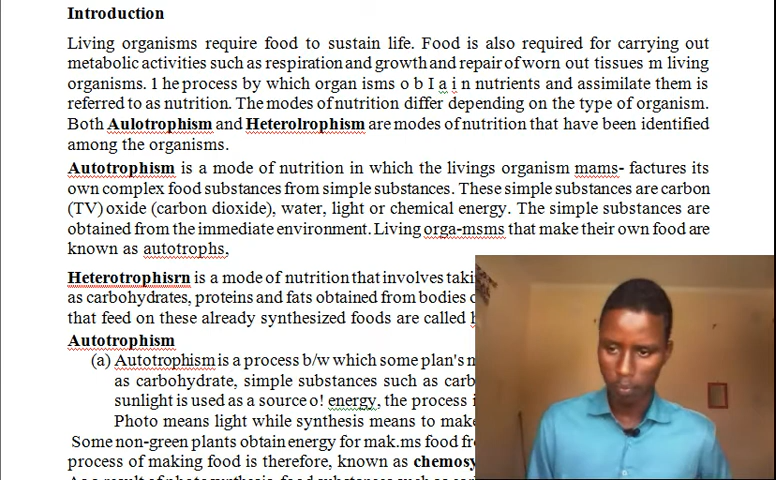 Introduction
Living organisms require food to sustain life. Food is also required for carrying out
metabolic activities such as respiration and growth and repair of worn out tissues m living
organisms. 1 he process by which organ isms o b I a i n nutrients and assimilate them is
referred to as nutrition. The modes of nutrition differ depending on the type of organism.
Both Aulotrophism and Heterolrophism are modes of nutrition that have been identified
among the organisms.
Autotrophism is a mode of nutrition in which the livings organism mams- factures its
own complex food substances from simple substances. These simple substances are carbon
(TV) oxide (carbon dioxide), water, light or chemical energy. The simple substances are
obtained from the immediate environment. Living orga-msms that make their own food are
known as autotrophs,
Heterotrophisrn is a mode of nutrition that involves taki
as carbohydrates, proteins and fats obtained from bodies
that feed on these already synthesized foods are called
Autotrophism
(a) Autotrophism is a process b/w which some plan's
as carbohydrate, simple substances such as carb
sunlight is used as a source o! energy, the process
Photo means light while synthesis means to make
Some non-green plants obtain energy for mak.ms food
process of making food is therefore, known as chemosy